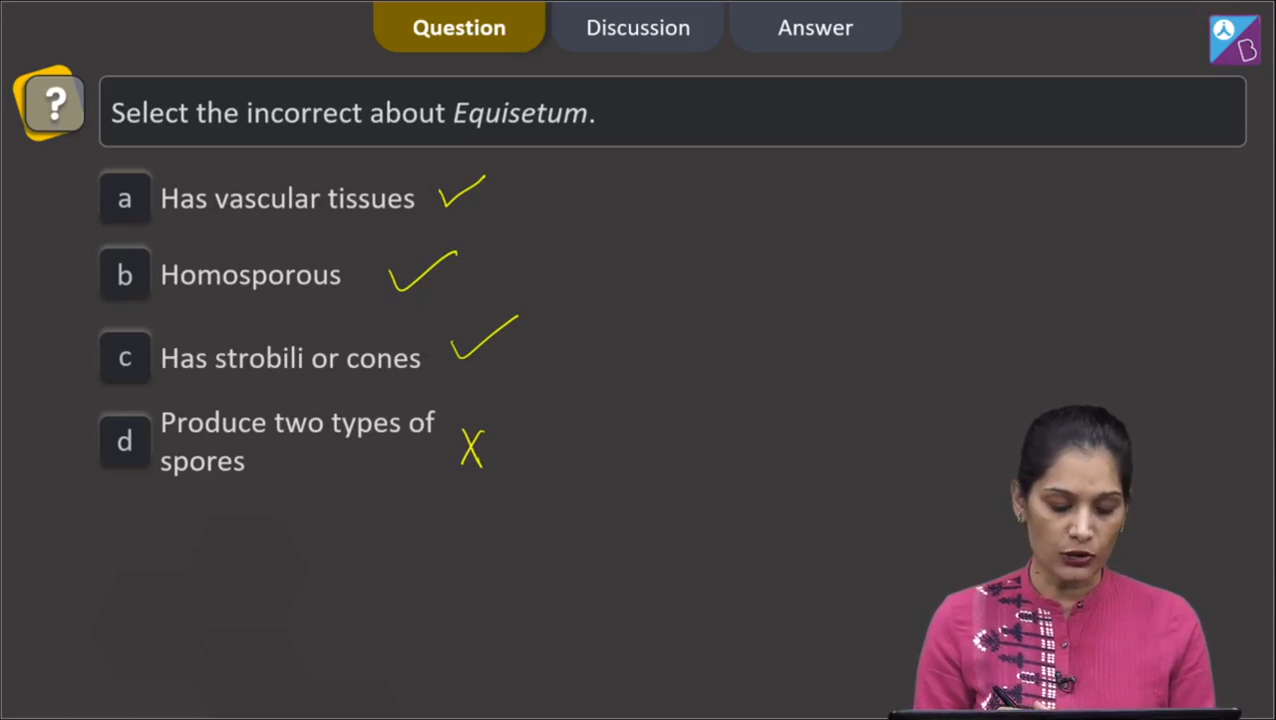 Question Discussion Answer
? Select the incorrect about Equisetum.
a Has vascular tissues
b Homosporous
c Has strobili or cones
d Produce two types of
spores
B